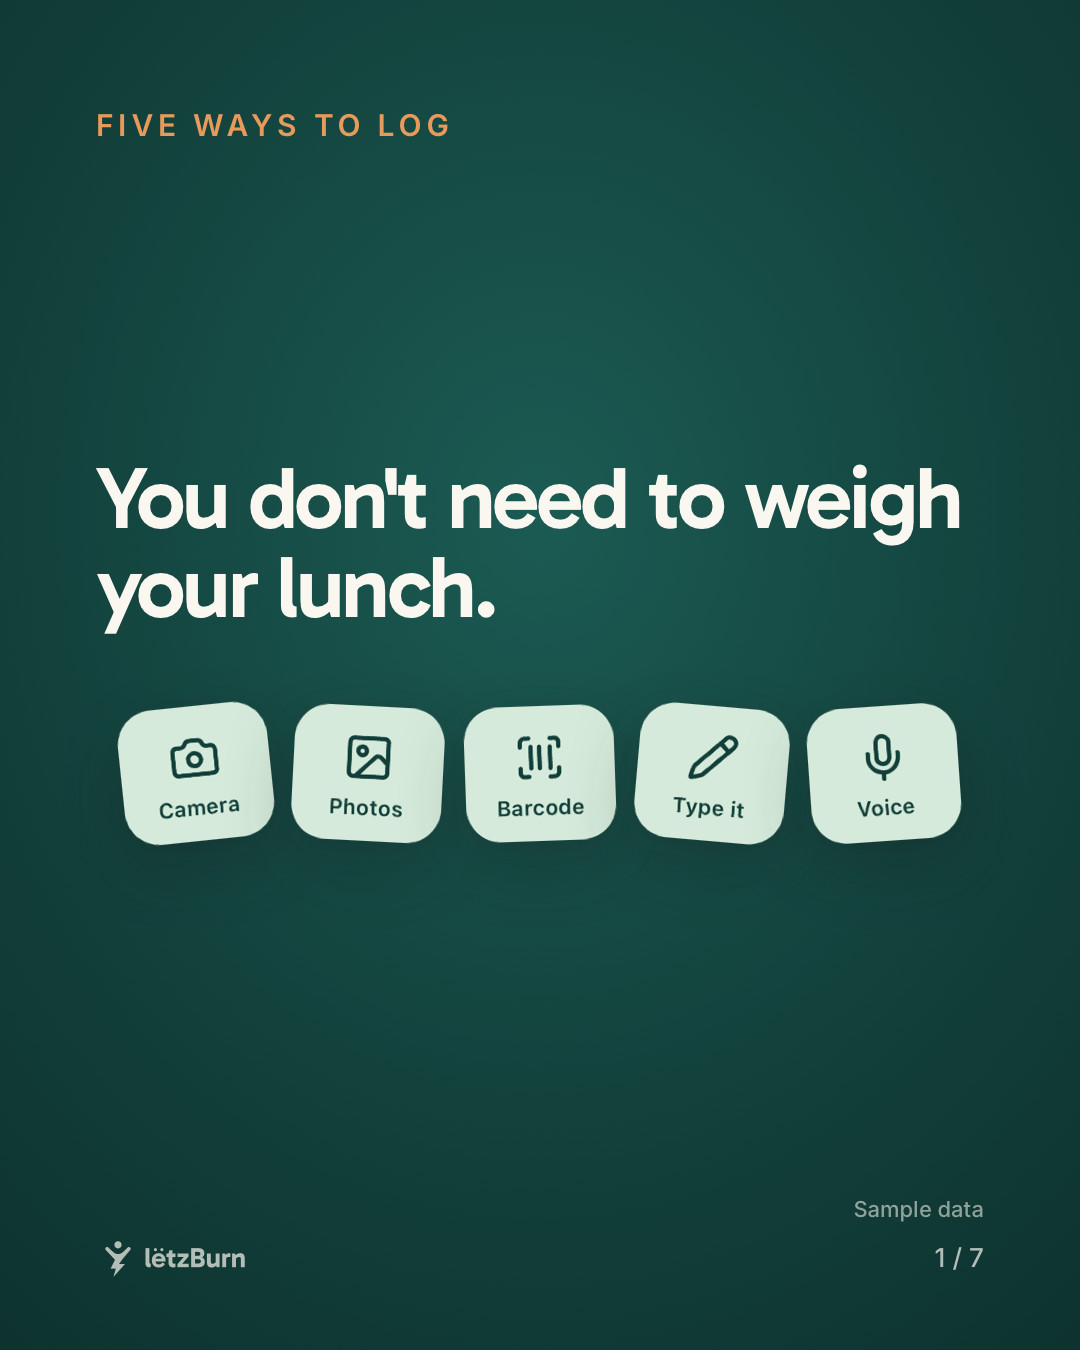 FIVE WAYS TO LOG
You don't need to weigh
your lunch.
Camera
Photos
Barcode
Type it
Voice
Sample data
lëtzBurn
1 / 7